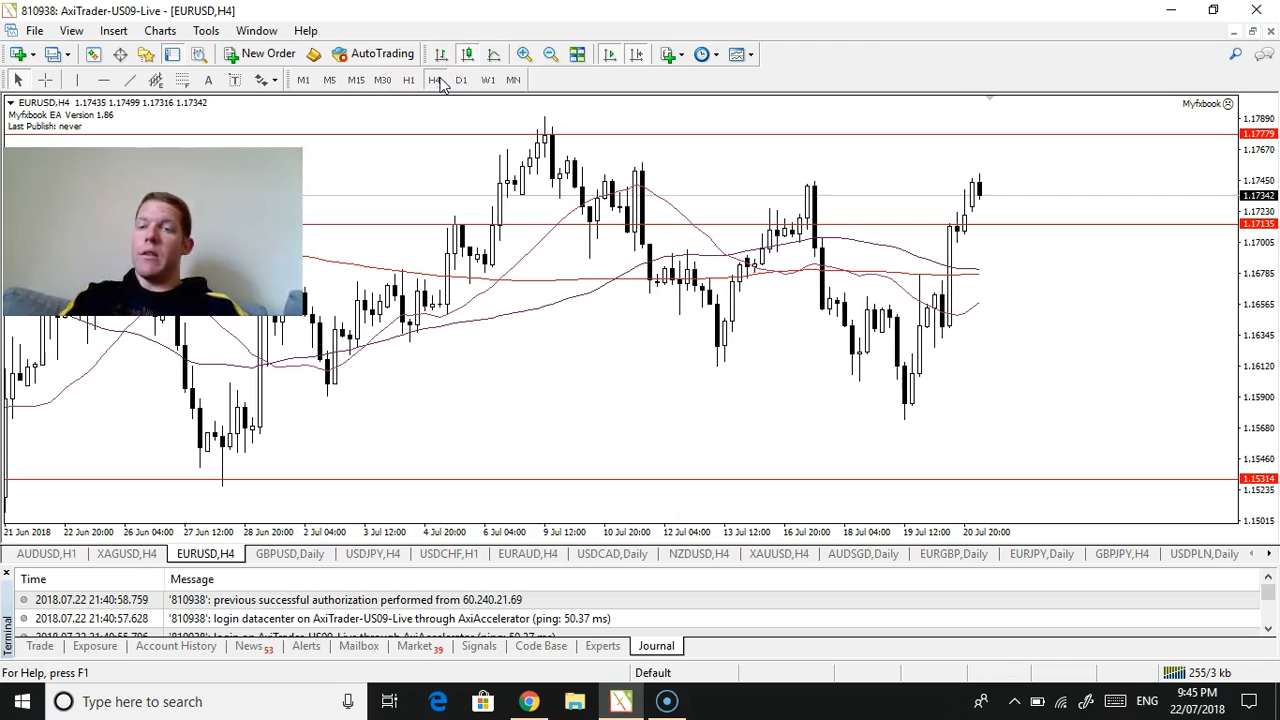 810938: AxiTrader-US09-Live - [EURUSD,H4]
File View Insert Charts Tools Window Help
New Order AutoTrading
A T M1 M5 M15 M30 H1 H4 D1 W1 MN
EURUSD,H4 1.17435 1.17499 1.17316 1.17342
Myfxbook EA Version 1.86
Last Publish: never
Myfxbook
1.17890
1.17779
1.17670
1.17450
1.17342
1.17230
1.17135
1.17005
1.16785
1.16565
1.16345
1.16120
1.15900
1.15680
1.15460
1.15314
1.15235
1.15015
21 Jun 2018 22 Jun 20:00 26 Jun 04:00 27 Jun 12:00 28 Jun 20:00 2 Jul 04:00 3 Jul 12:00 4 Jul 20:00 6 Jul 04:00 9 Jul 12:00 10 Jul 20:00 12 Jul 04:00 13 Jul 12:00 16 Jul 20:00 18 Jul 04:00 19 Jul 12:00 20 Jul 20:00
AUDUSD,H1 XAGUSD,H4 EURUSD,H4 GBPUSD,Daily USDJPY,H4 USDCHF,H1 EURAUD,H4 USDCAD,Daily NZDUSD,H4 XAUUSD,H4 AUDSGD,Daily EURGBP,Daily EURJPY,Daily GBPJPY,H4 USDPLN,Daily
Time Message
2018.07.22 21:40:58.759 '810938': previous successful authorization performed from 60.240.21.69
2018.07.22 21:40:57.628 '810938': login datacenter on AxiTrader-US09-Live through AxiAccelerator (ping: 50.37 ms)
Terminal
Trade Exposure Account History News 53 Alerts Mailbox Market 39 Signals Code Base Experts Journal
For Help, press F1 Default 255/3 kb
Type here to search ENG
9:45 PM
22/07/2018